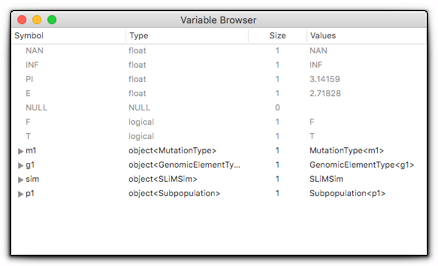 Variable Browser
Symbol Type Size Values
NAN float 1 NAN
INF float 1 INF
PI float 1 3.14159
E float 1 2.71828
NULL NULL 0
F logical 1 F
T logical 1 T
m1 object<MutationType> 1 MutationType<m1>
g1 object<GenomicElementTy... 1 GenomicElementType<g1>
sim object<SLiMSim> 1 SLiMSim
p1 object<Subpopulation> 1 Subpopulation<p1>